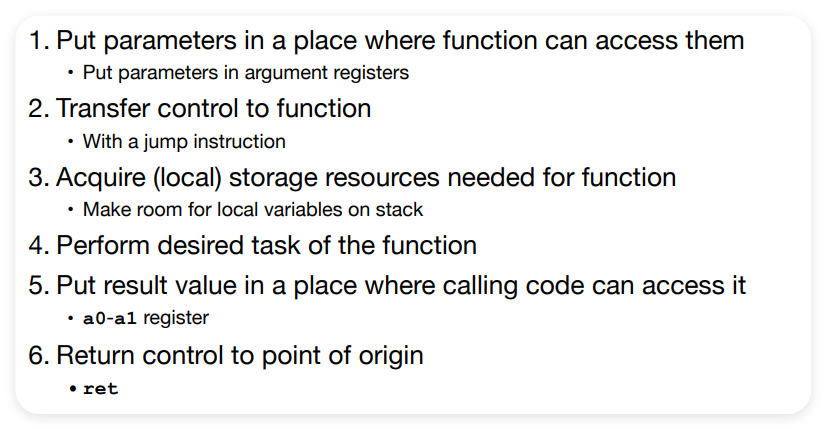 1. Put parameters in a place where function can access them
• Put parameters in argument registers
2. Transfer control to function
• With a jump instruction
3. Acquire (local) storage resources needed for function
• Make room for local variables on stack
4. Perform desired task of the function
5. Put result value in a place where calling code can access it
• a0-a1 register
6. Return control to point of origin
• ret